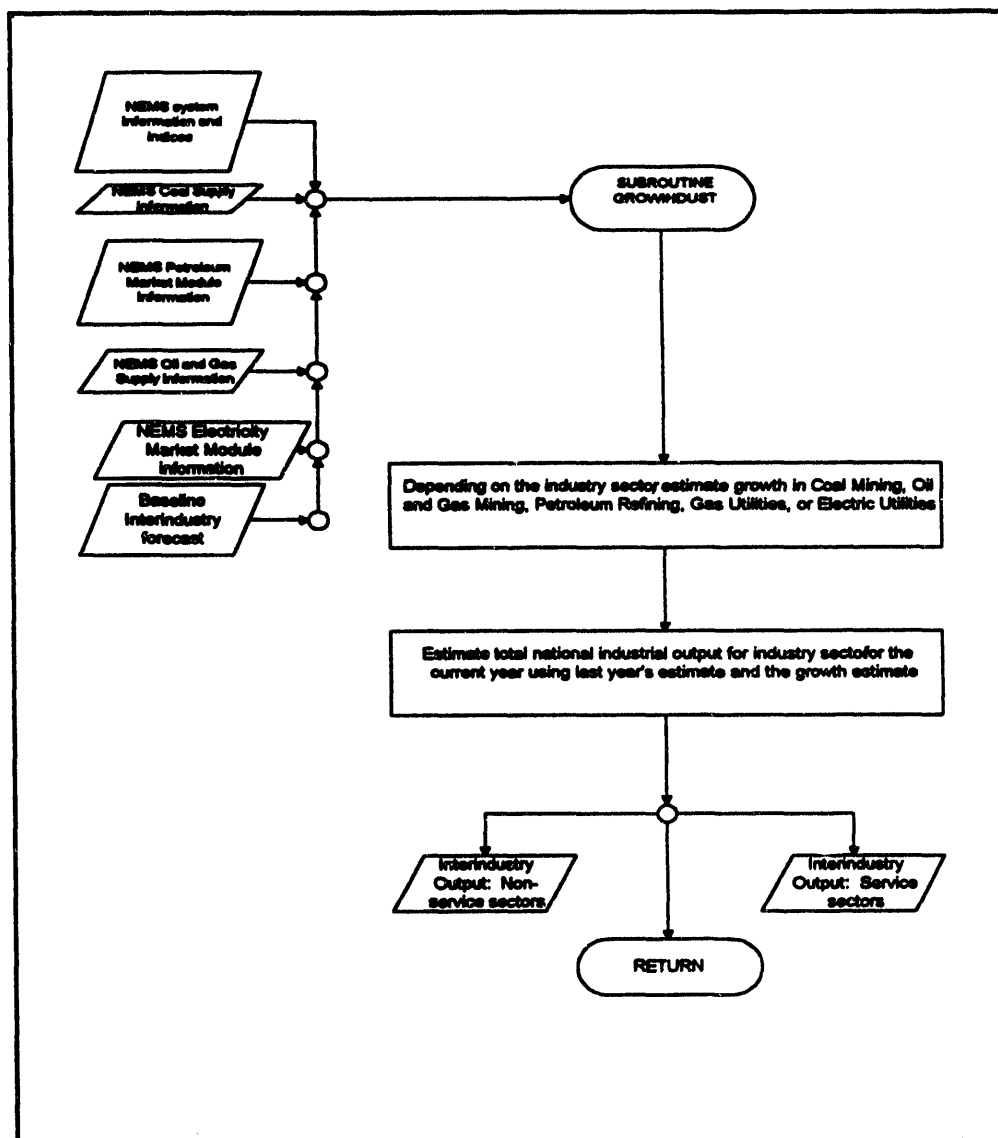 NEMS system
information and
indices
NEMS Coal Supply
information
NEMS Petroleum
Market Module
information
NEMS Oil and Gas
Supply information
NEMS Electricity
Market Module
information
Baseline
interindustry
forecast
SUBROUTINE
GROWINDUST
Depending on the industry sector,estimate growth in Coal Mining, Oil
and Gas Mining, Petroleum Refining, Gas Utilities, or Electric Utilities
Estimate total national industrial output for industry sectofor the
current year using last year's estimate and the growth estimate
Interindustry
Output: Non-
service sectors
Interindustry
Output: Service
sectors
RETURN